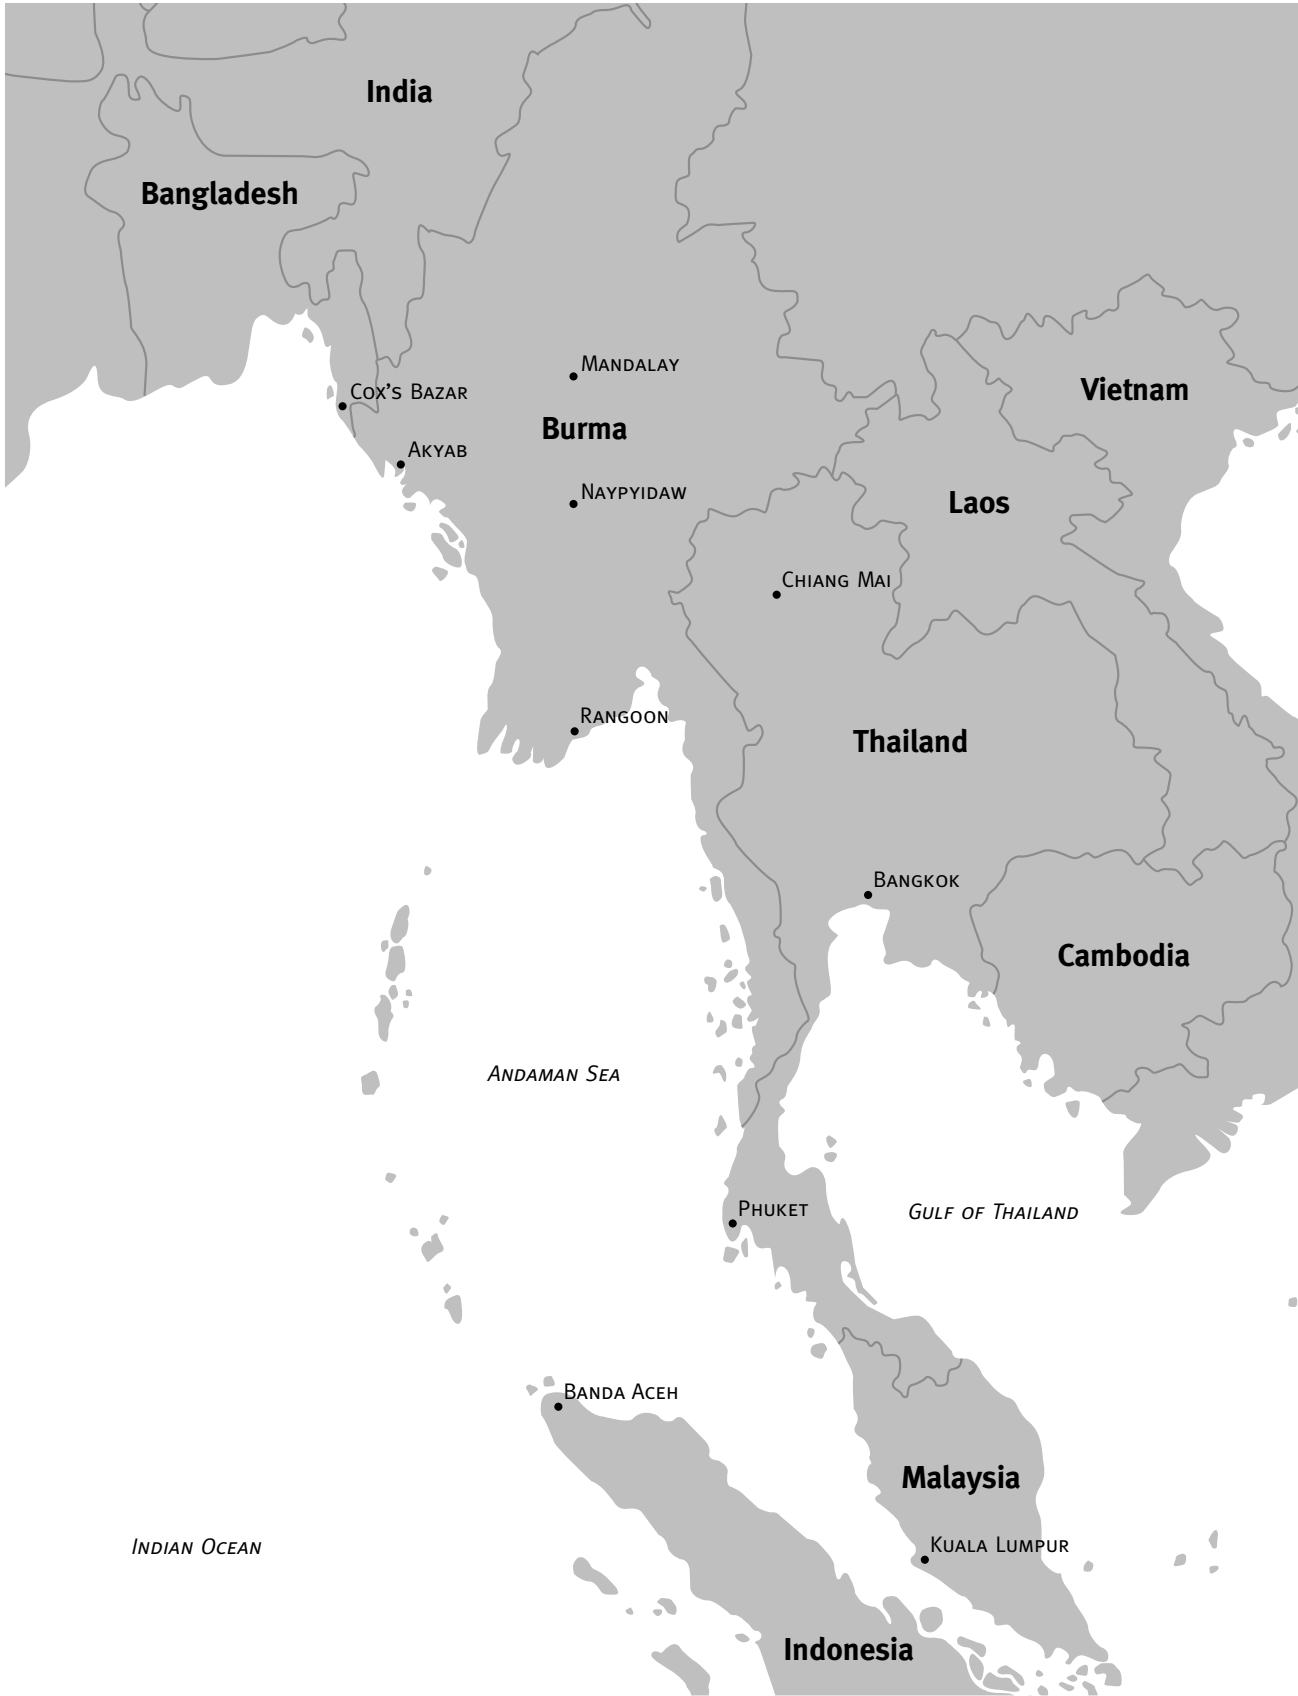 India
Bangladesh
Mandalay
Cox's Bazar
Vietnam
Burma
Akyab
Naypyidaw
Laos
Chiang Mai
Rangoon
Thailand
Bangkok
Cambodia
Andaman Sea
Phuket
Gulf of Thailand
Banda Aceh
Malaysia
Kuala Lumpur
Indian Ocean
Indonesia